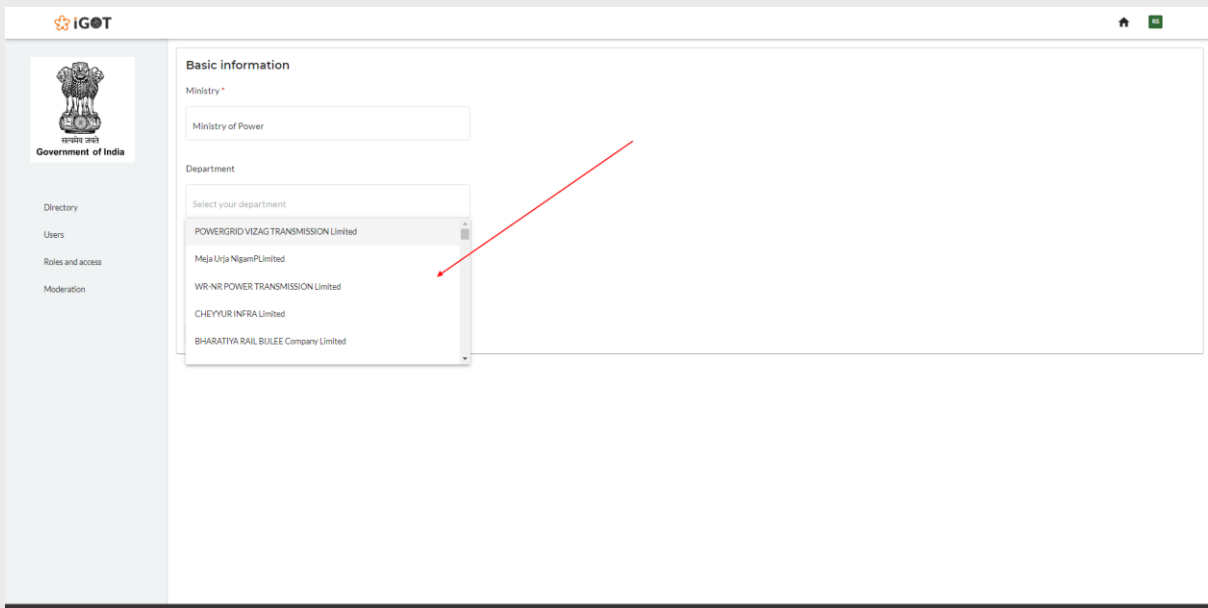 iGOT
RS
सत्यमेव जयते
Government of India
Directory
Users
Roles and access
Moderation
Basic information
Ministry *
Ministry of Power
Department
Select your department
POWERGRID VIZAG TRANSMISSION Limited
Meja Urja NigamPLimited
WR-NR POWER TRANSMISSION Limited
CHEYYUR INFRA Limited
BHARATIYA RAIL BIJLEE Company Limited